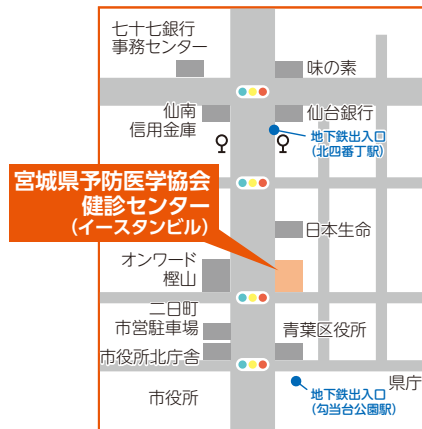 七十七銀行
事務センター
味の素
仙南
信用金庫
仙台銀行
地下鉄出入口
(北四番丁駅)
宮城県予防医学協会
健診センター
(イースタンビル)
日本生命
オンワード
樫山
二日町
市営駐車場
青葉区役所
市役所北庁舎
県庁
市役所
地下鉄出入口
(勾当台公園駅)